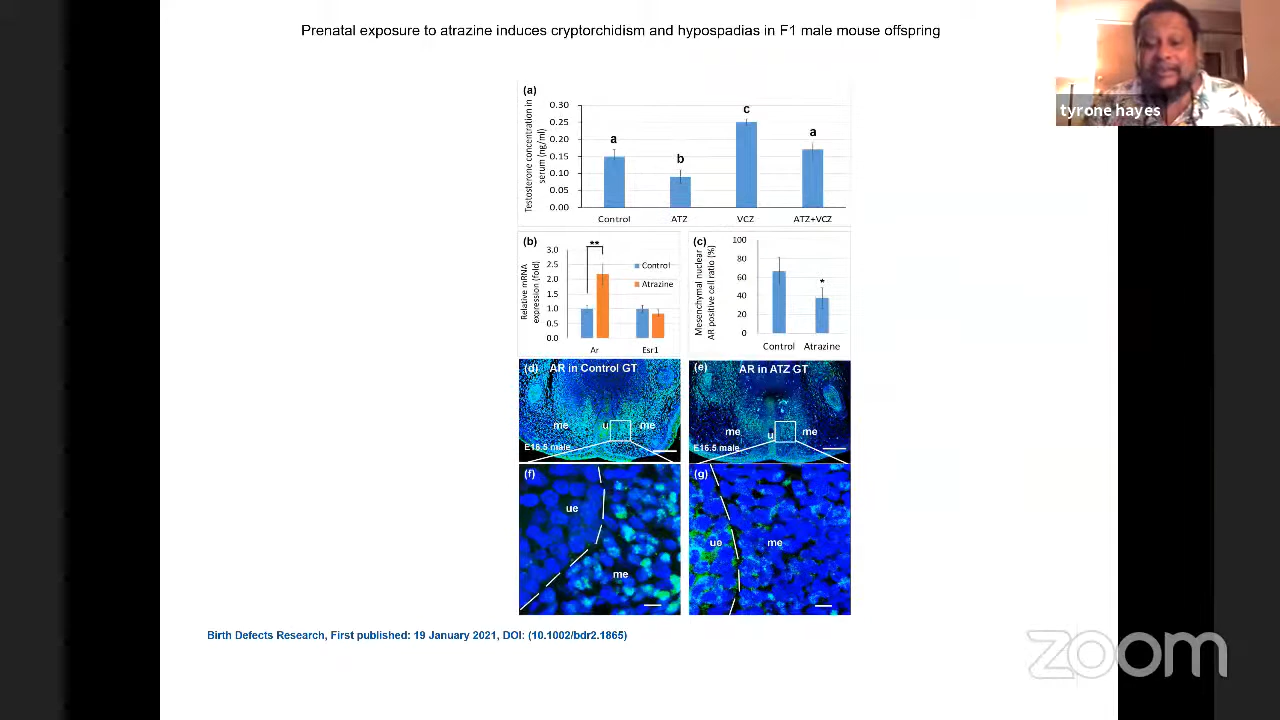 Prenatal exposure to atrazine induces cryptorchidism and hypospadias in F1 male mouse offspring
tyrone hayes
(a)
Testosterone concentration in
serum (ng/ml)
0.30
0.25
0.20
0.15
0.10
0.05
0.00
a
b
c
a
Control
ATZ
VCZ
ATZ+VCZ
(b)
Relative mRNA
expression (fold)
3.0
2.5
2.0
1.5
1.0
0.5
0.0
**
Control
Atrazine
Ar
Esr1
(c)
Mesenchymal nuclear
AR positive cell ratio (%)
100
80
60
40
20
0
*
Control
Atrazine
(d)
AR in Control GT
me
u
me
E16.5 male
(e)
AR in ATZ GT
me
u
me
E16.5 male
(f)
ue
me
(g)
ue
me
Birth Defects Research, First published: 19 January 2021, DOI: (10.1002/bdr2.1865)
zoom